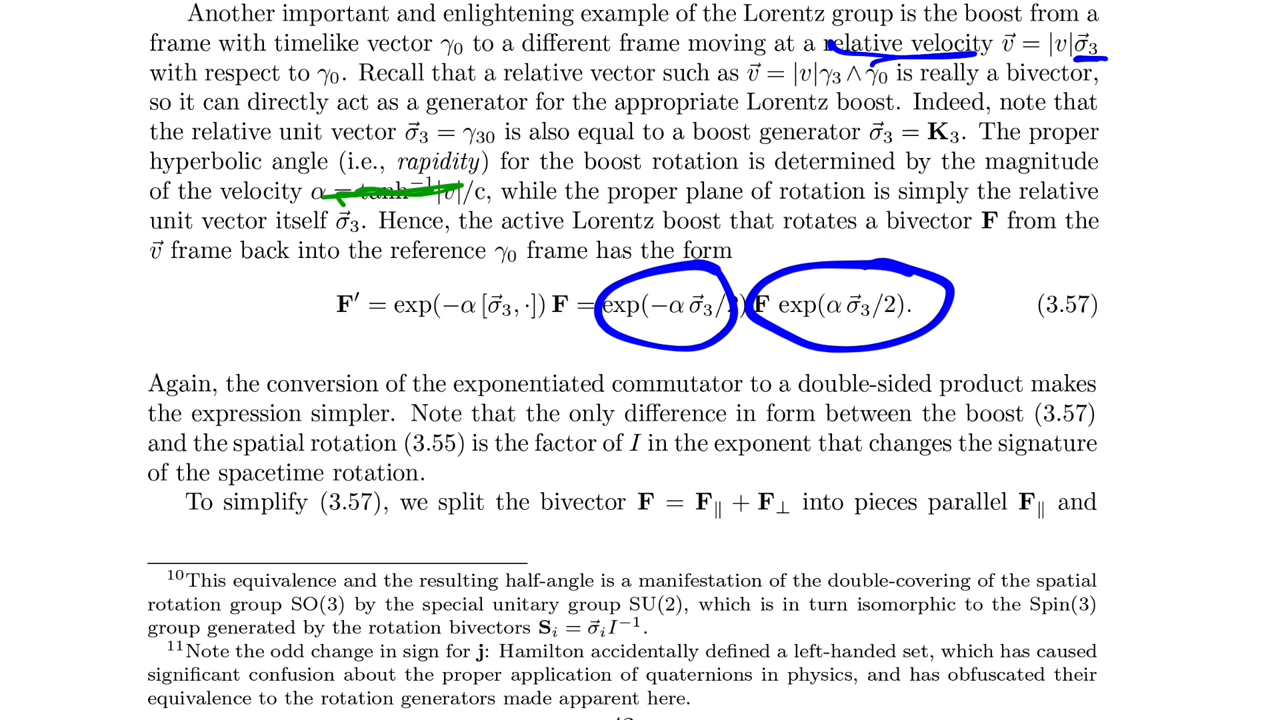 Another important and enlightening example of the Lorentz group is the boost from a
frame with timelike vector γ₀ to a different frame moving at a relative velocity v⃗ = |v|σ⃗₃
with respect to γ₀. Recall that a relative vector such as v⃗ = |v|γ₃ ∧ γ₀ is really a bivector,
so it can directly act as a generator for the appropriate Lorentz boost. Indeed, note that
the relative unit vector σ⃗₃ = γ₃₀ is also equal to a boost generator σ⃗₃ = K₃. The proper
hyperbolic angle (i.e., rapidity) for the boost rotation is determined by the magnitude
of the velocity α = tanh⁻¹|v|/c, while the proper plane of rotation is simply the relative
unit vector itself σ⃗₃. Hence, the active Lorentz boost that rotates a bivector F from the
v⃗ frame back into the reference γ₀ frame has the form
F′ = exp(−α [σ⃗₃, ·]) F = exp(−α σ⃗₃/2) F exp(α σ⃗₃/2). (3.57)
Again, the conversion of the exponentiated commutator to a double-sided product makes
the expression simpler. Note that the only difference in form between the boost (3.57)
and the spatial rotation (3.55) is the factor of I in the exponent that changes the signature
of the spacetime rotation.
To simplify (3.57), we split the bivector F = F∥ + F⊥ into pieces parallel F∥ and
¹⁰This equivalence and the resulting half-angle is a manifestation of the double-covering of the spatial
rotation group SO(3) by the special unitary group SU(2), which is in turn isomorphic to the Spin(3)
group generated by the rotation bivectors Sᵢ = σ⃗ᵢI⁻¹.
¹¹Note the odd change in sign for j: Hamilton accidentally defined a left-handed set, which has caused
significant confusion about the proper application of quaternions in physics, and has obfuscated their
equivalence to the rotation generators made apparent here.